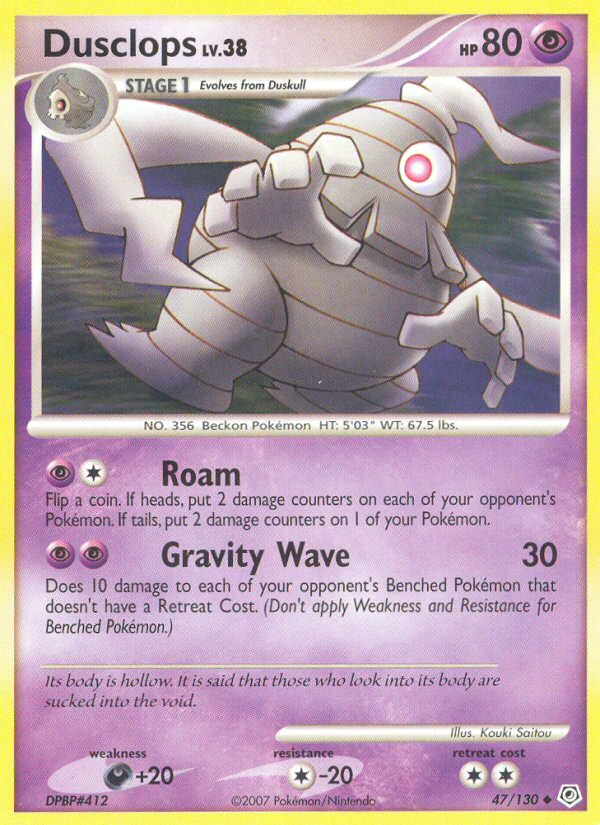 Dusclops LV.38 HP 80
STAGE 1 Evolves from Duskull
NO. 356 Beckon Pokémon HT: 5'03" WT: 67.5 lbs.
Roam
Flip a coin. If heads, put 2 damage counters on each of your opponent's
Pokémon. If tails, put 2 damage counters on 1 of your Pokémon.
Gravity Wave 30
Does 10 damage to each of your opponent's Benched Pokémon that
doesn't have a Retreat Cost. (Don't apply Weakness and Resistance for
Benched Pokémon.)
Its body is hollow. It is said that those who look into its body are
sucked into the void.
Illus. Kouki Saitou
weakness resistance retreat cost
+20 -20
DPBP#412 ©2007 Pokémon/Nintendo 47/130